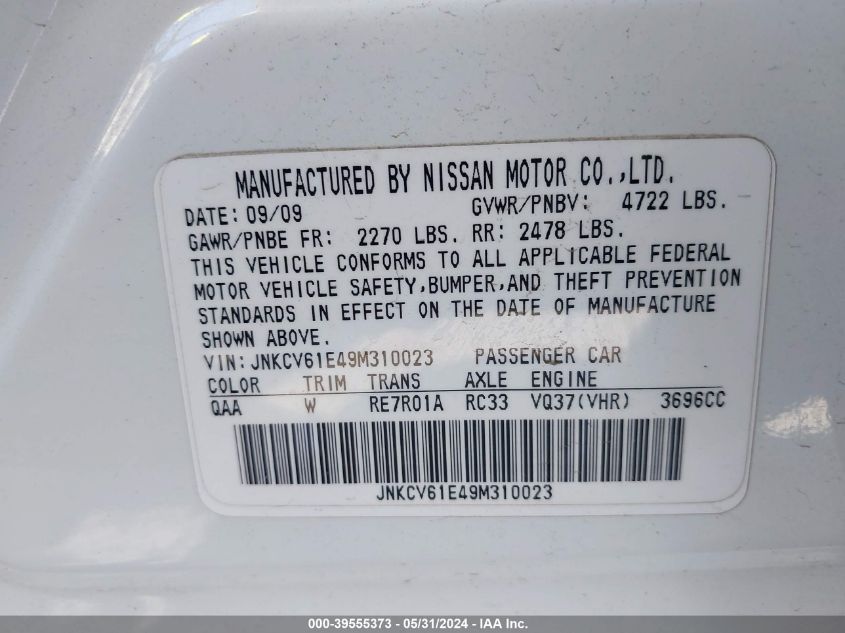 MANUFACTURED BY NISSAN MOTOR CO.,LTD.
DATE: 09/09 GVWR/PNBV: 4722 LBS.
GAWR/PNBE FR: 2270 LBS. RR: 2478 LBS.
THIS VEHICLE CONFORMS TO ALL APPLICABLE FEDERAL
MOTOR VEHICLE SAFETY,BUMPER,AND THEFT PREVENTION
STANDARDS IN EFFECT ON THE DATE OF MANUFACTURE
SHOWN ABOVE.
VIN:JNKCV61E49M310023 PASSENGER CAR
COLOR TRIM TRANS AXLE ENGINE
QAA W RE7R01A RC33 VQ37(VHR) 3696CC
JNKCV61E49M310023
000-39555373 - 05/31/2024 - IAA Inc.